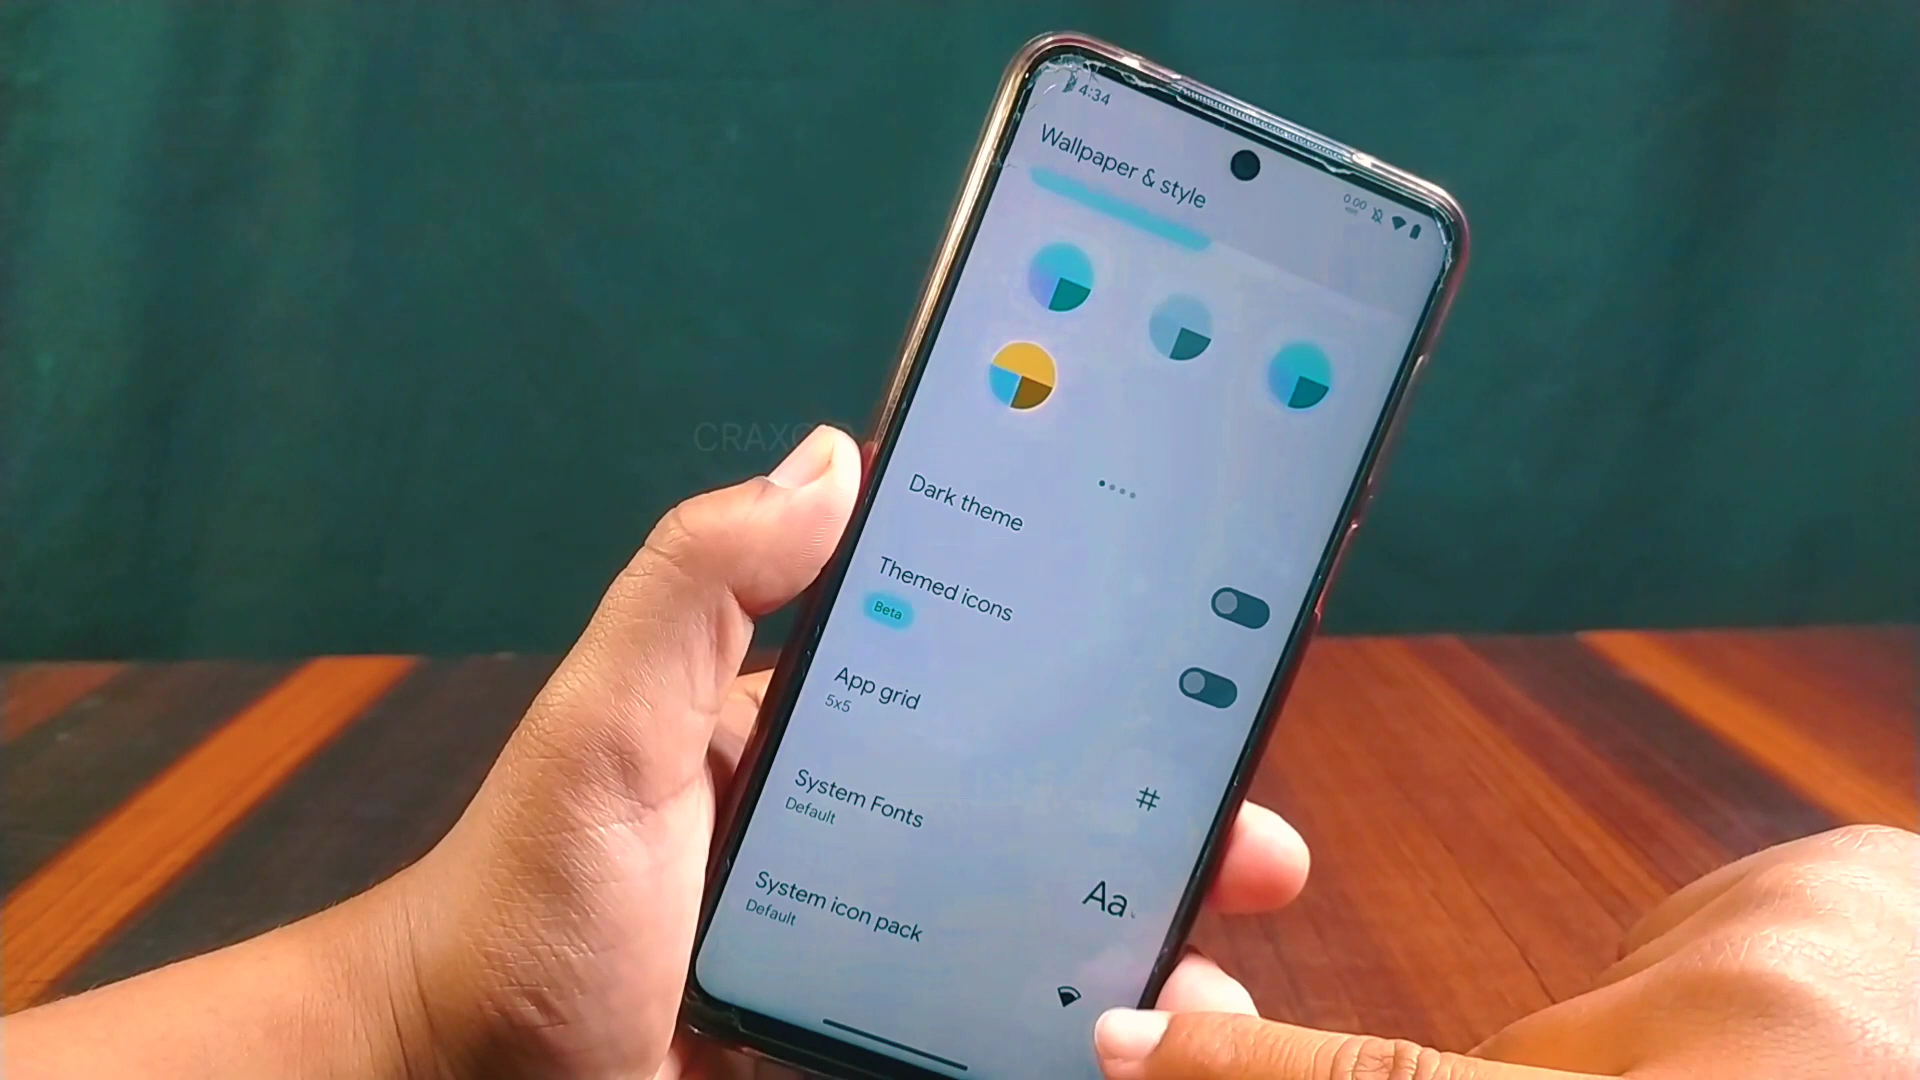 4:34
0.00
Wallpaper & style
Dark theme
Themed icons
Beta
App grid
5x5
#
System Fonts
Default
Aa
System icon pack
Default